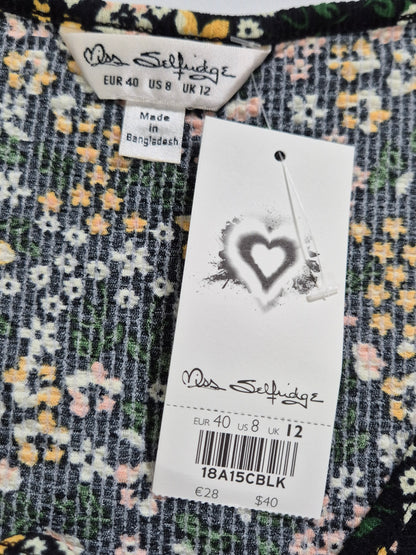 Miss Selfridge
EUR 40 US 8 UK 12
Made
in
Bangladesh
Miss Selfridge
EUR 40 US 8 UK 12
18A15CBLK
€28 $40